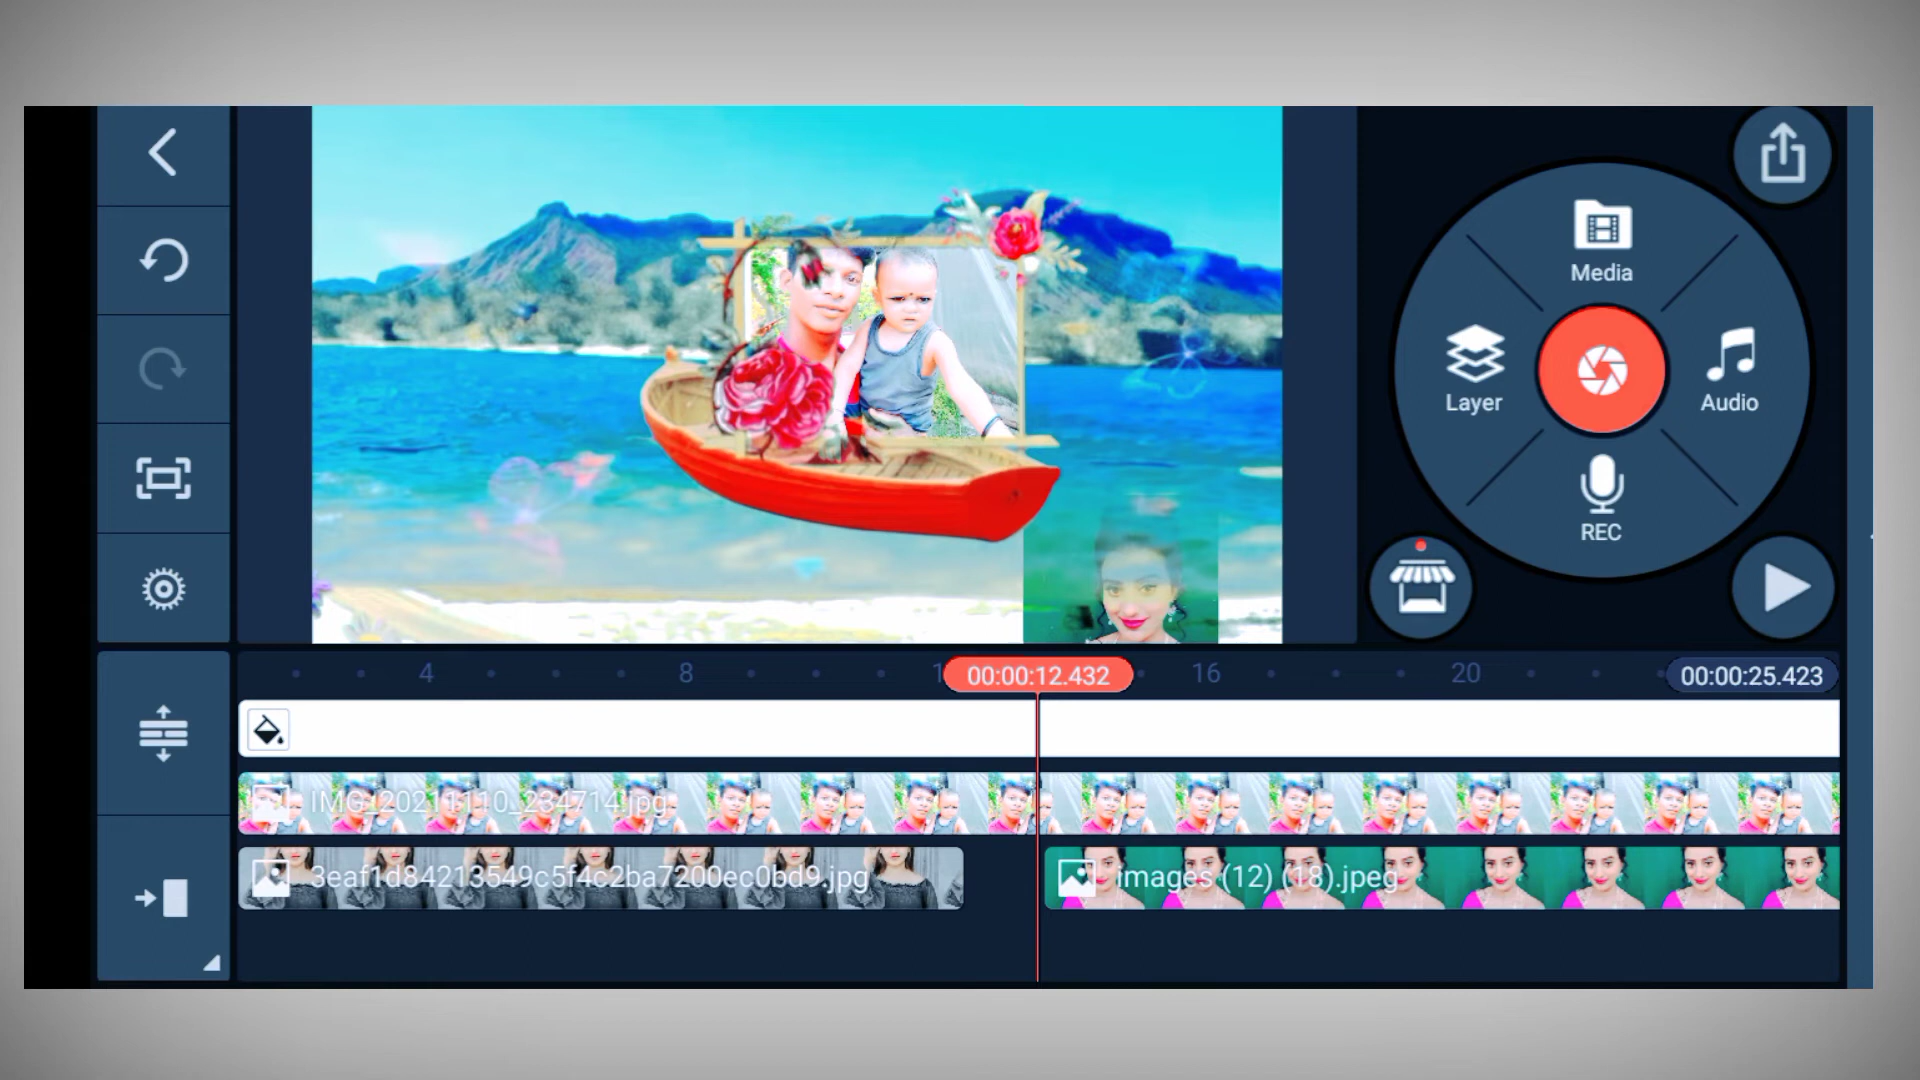 Media
Layer
Audio
REC
4
8
00:00:12.432
16
20
00:00:25.423
IMG_20211110_234714.jpg
3eaf1d84213549c5f4c2ba7200ec0bd9.jpg
images (12) (18).jpeg